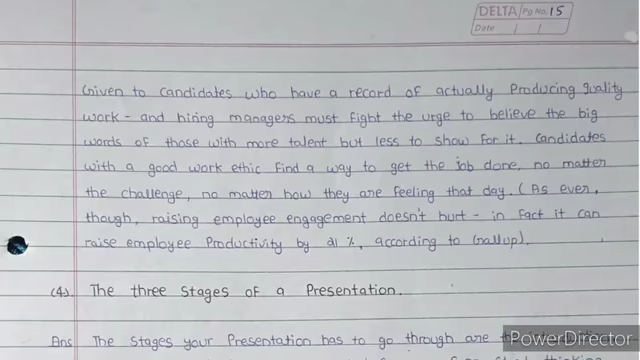 DELTA Pg No. 15
Date / /
Given to candidates who have a record of actually Producing quality
work - and hiring managers must fight the urge to believe the big
words of those with more talent but less to show for it. Candidates
with a good work ethic find a way to get the job done, no matter
the challenge, no matter how they are feeling that day. (As ever,
though, raising employee engagement doesn't hurt - in fact it can
raise employee Productivity by 21 %, according to Gallup).
(4). The three Stages of a Presentation.
Ans The Stages your Presentation has to go through are the
PowerDirector